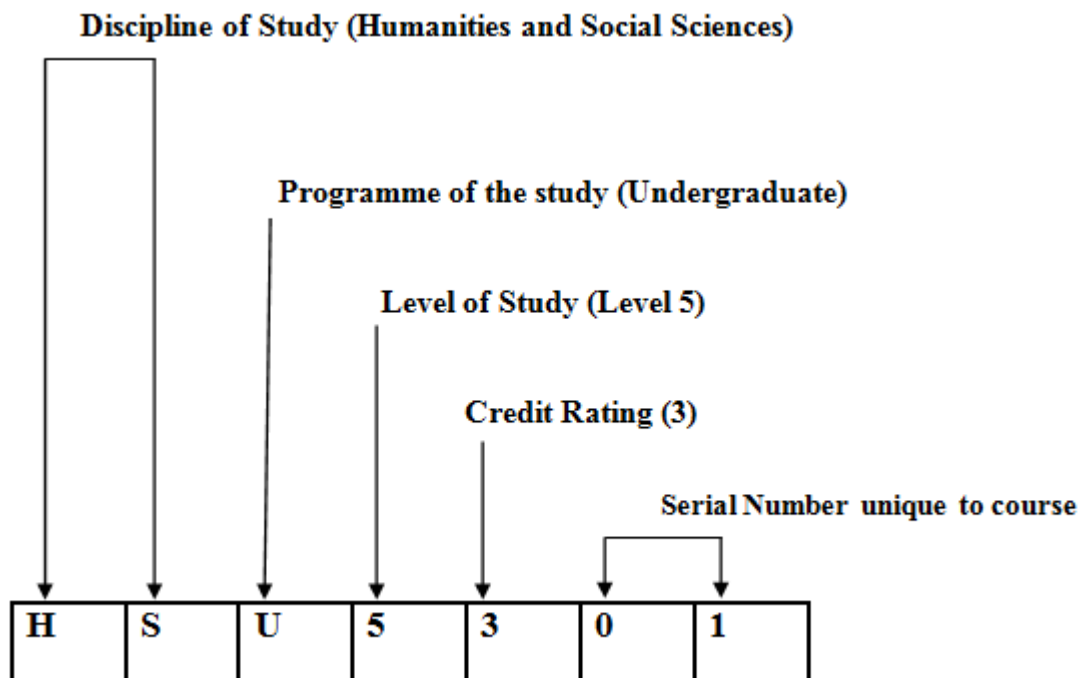 Discipline of Study (Humanities and Social Sciences)
Programme of the study (Undergraduate)
Level of Study (Level 5)
Credit Rating (3)
Serial Number unique to course
H S U 5 3 0 1